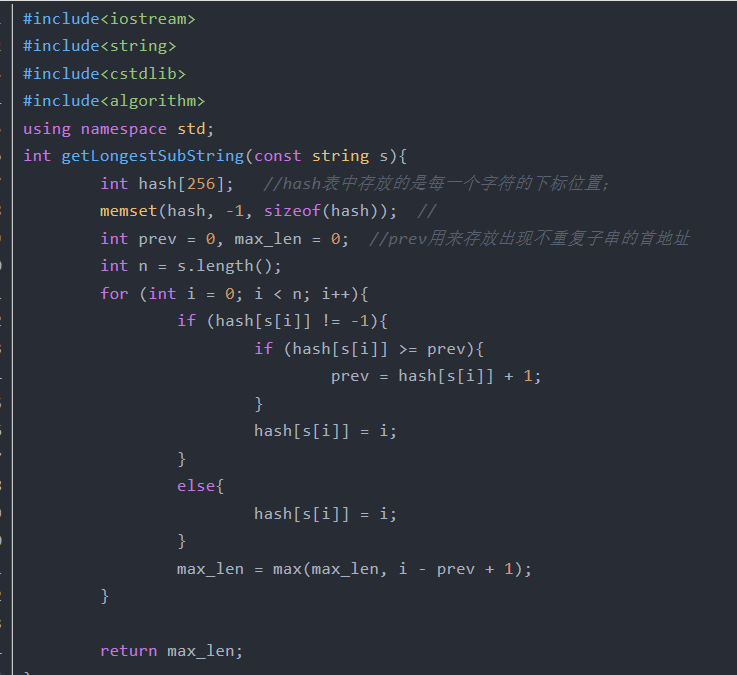 #include<iostream>
#include<string>
#include<cstdlib>
#include<algorithm>
using namespace std;
int getLongestSubString(const string s){
int hash[256]; //hash表中存放的是每一个字符的下标位置;
memset(hash, -1, sizeof(hash)); //
int prev = 0, max_len = 0; //prev用来存放出现不重复子串的首地址
int n = s.length();
for (int i = 0; i < n; i++){
if (hash[s[i]] != -1){
if (hash[s[i]] >= prev){
prev = hash[s[i]] + 1;
}
hash[s[i]] = i;
}
else{
hash[s[i]] = i;
}
max_len = max(max_len, i - prev + 1);
}
return max_len;